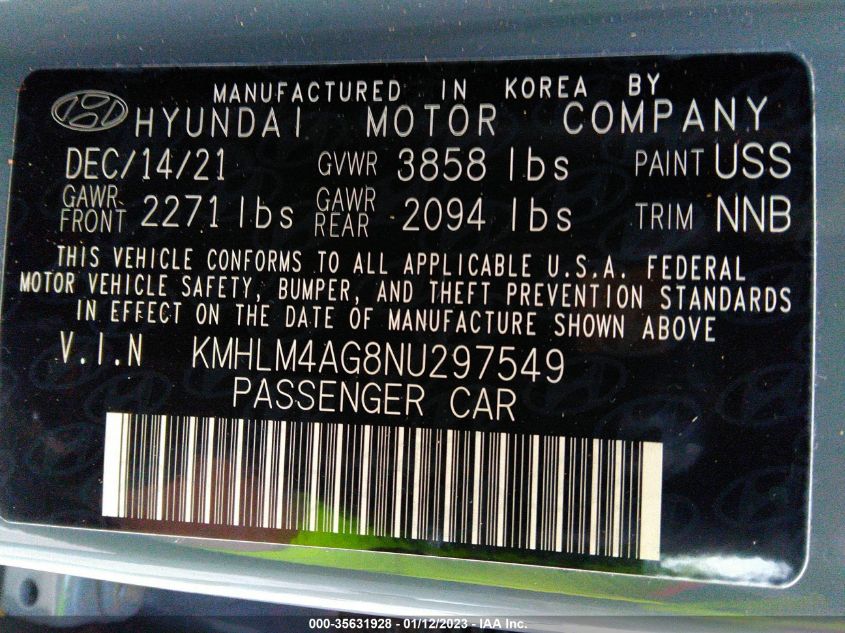 MANUFACTURED IN KOREA BY
HYUNDAI MOTOR COMPANY
DEC/14/21 GVWR 3858 lbs PAINT USS
GAWR FRONT 2271 lbs GAWR REAR 2094 lbs TRIM NNB
THIS VEHICLE CONFORMS TO ALL APPLICABLE U.S.A. FEDERAL
MOTOR VEHICLE SAFETY, BUMPER, AND THEFT PREVENTION STANDARDS
IN EFFECT ON THE DATE OF MANUFACTURE SHOWN ABOVE
V.I.N KMHLM4AG8NU297549
PASSENGER CAR
000-35631928 - 01/12/2023 - IAA Inc.